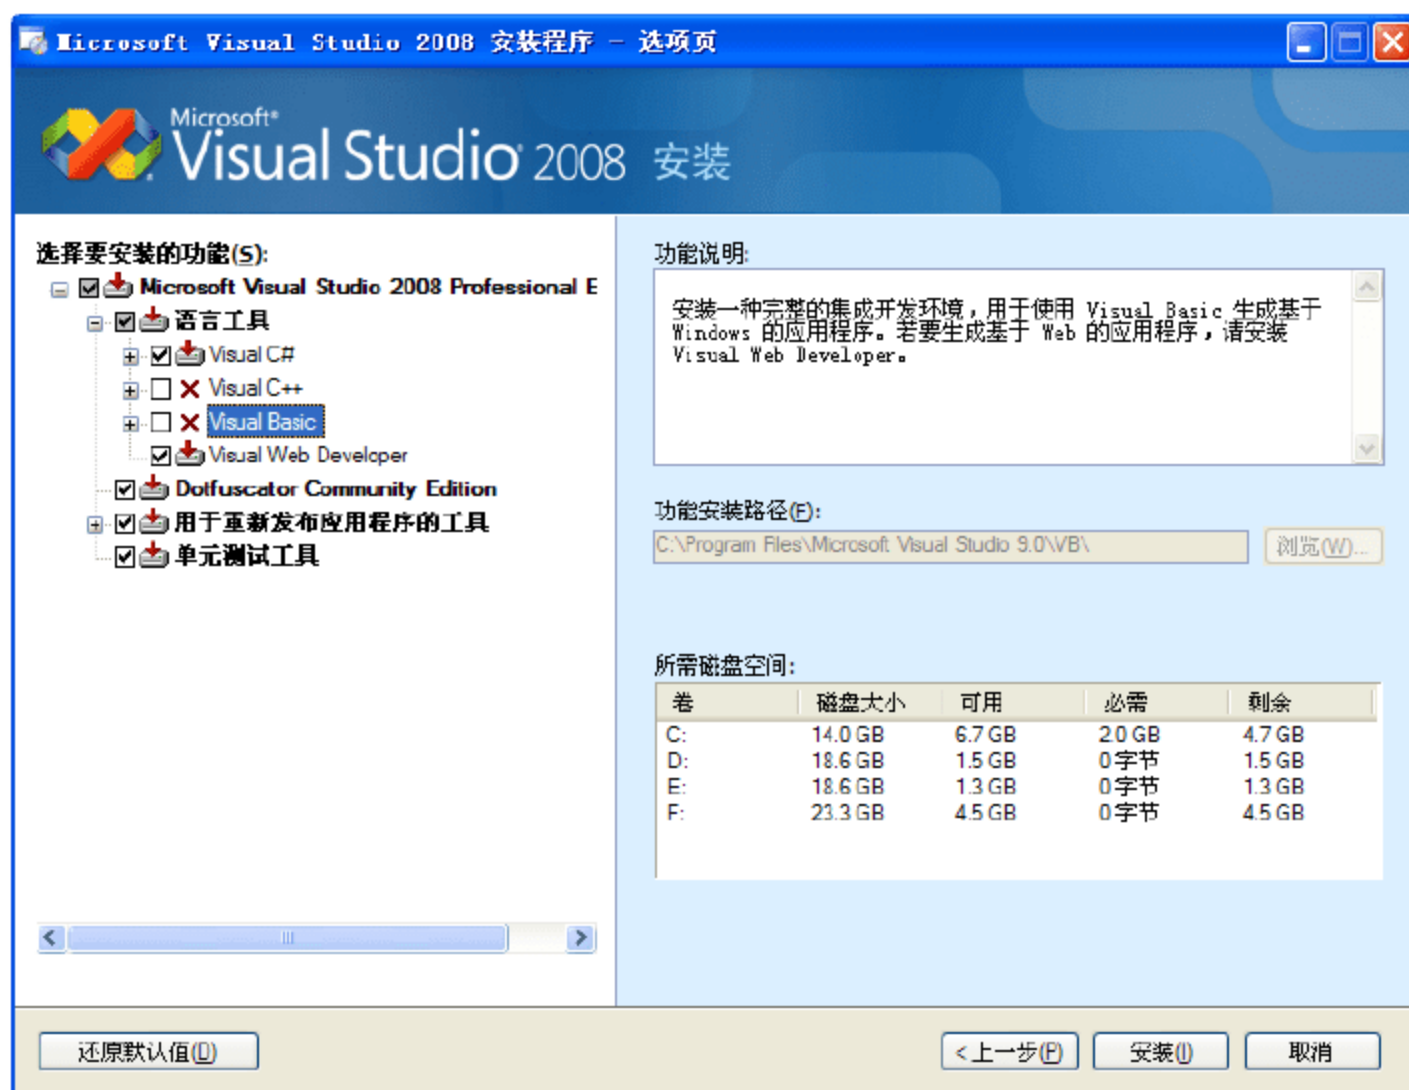 Microsoft Visual Studio 2008 安装程序 - 选项页
Microsoft®
Visual Studio 2008 安装
选择要安装的功能(S):
Microsoft Visual Studio 2008 Professional E
语言工具
Visual C#
Visual C++
Visual Basic
Visual Web Developer
Dotfuscator Community Edition
用于重新发布应用程序的工具
单元测试工具
功能说明:
安装一种完整的集成开发环境，用于使用 Visual Basic 生成基于
Windows 的应用程序。若要生成基于 Web 的应用程序，请安装
Visual Web Developer。
功能安装路径(F):
C:\Program Files\Microsoft Visual Studio 9.0\VB\
浏览(W)...
所需磁盘空间:
卷 磁盘大小 可用 必需 剩余
C: 14.0 GB 6.7 GB 2.0 GB 4.7 GB
D: 18.6 GB 1.5 GB 0 字节 1.5 GB
E: 18.6 GB 1.3 GB 0 字节 1.3 GB
F: 23.3 GB 4.5 GB 0 字节 4.5 GB
还原默认值(D)
<上一步(P)
安装(I)
取消